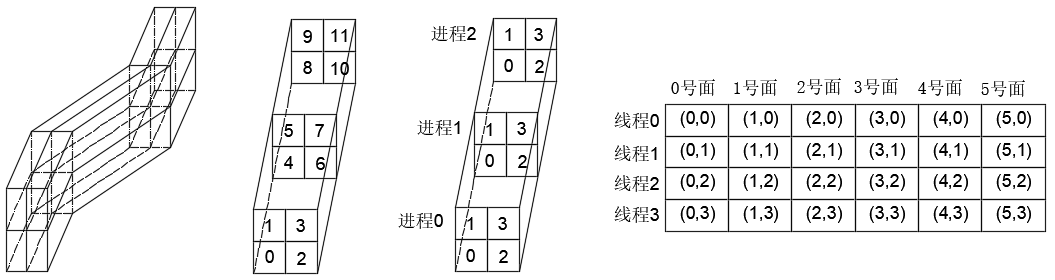 9 11
8 10
5 7
4 6
1 3
0 2
进程2
1 3
0 2
进程1
1 3
0 2
进程0
1 3
0 2
0号面 1号面 2号面 3号面 4号面 5号面
线程0 (0,0) (1,0) (2,0) (3,0) (4,0) (5,0)
线程1 (0,1) (1,1) (2,1) (3,1) (4,1) (5,1)
线程2 (0,2) (1,2) (2,2) (3,2) (4,2) (5,2)
线程3 (0,3) (1,3) (2,3) (3,3) (4,3) (5,3)